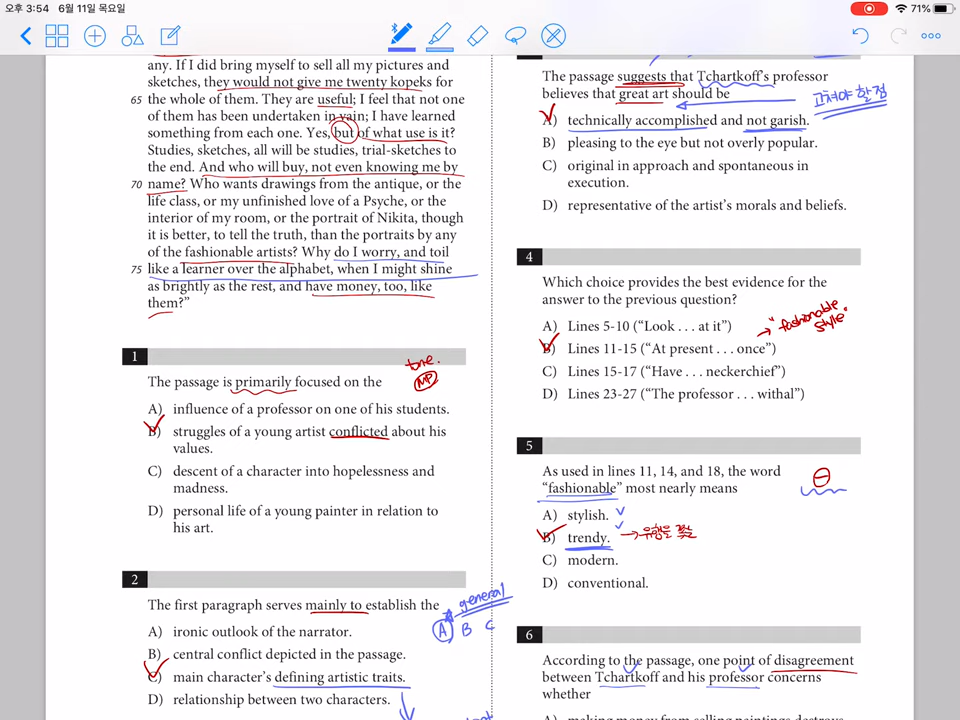 오후 3:54 6월 11일 목요일
71%
any. If I did bring myself to sell all my pictures and
sketches, they would not give me twenty kopeks for
65 the whole of them. They are useful; I feel that not one
of them has been undertaken in vain; I have learned
something from each one. Yes, but of what use is it?
Studies, sketches, all will be studies, trial-sketches to
the end. And who will buy, not even knowing me by
70 name? Who wants drawings from the antique, or the
life class, or my unfinished love of a Psyche, or the
interior of my room, or the portrait of Nikita, though
it is better, to tell the truth, than the portraits by any
of the fashionable artists? Why do I worry, and toil
75 like a learner over the alphabet, when I might shine
as brightly as the rest, and have money, too, like
them?”
1
tone.
MP
The passage is primarily focused on the
A) influence of a professor on one of his students.
B) struggles of a young artist conflicted about his
values.
C) descent of a character into hopelessness and
madness.
D) personal life of a young painter in relation to
his art.
2
general
The first paragraph serves mainly to establish the
A B C
A) ironic outlook of the narrator.
B) central conflict depicted in the passage.
C) main character’s defining artistic traits.
D) relationship between two characters.
The passage suggests that Tchartkoff’s professor
believes that great art should be
고쳐야 할 점
A) technically accomplished and not garish.
B) pleasing to the eye but not overly popular.
C) original in approach and spontaneous in
execution.
D) representative of the artist’s morals and beliefs.
4
Which choice provides the best evidence for the
answer to the previous question?
A) Lines 5-10 (“Look . . . at it”)
→ "fashionable
style"
B) Lines 11-15 (“At present . . . once”)
C) Lines 15-17 (“Have . . . neckerchief”)
D) Lines 23-27 (“The professor . . . withal”)
5
As used in lines 11, 14, and 18, the word
“fashionable” most nearly means
A) stylish.
B) trendy. → 유행을 쫓는
C) modern.
D) conventional.
6
According to the passage, one point of disagreement
between Tchartkoff and his professor concerns
whether
A) making money from selling paintings destroys